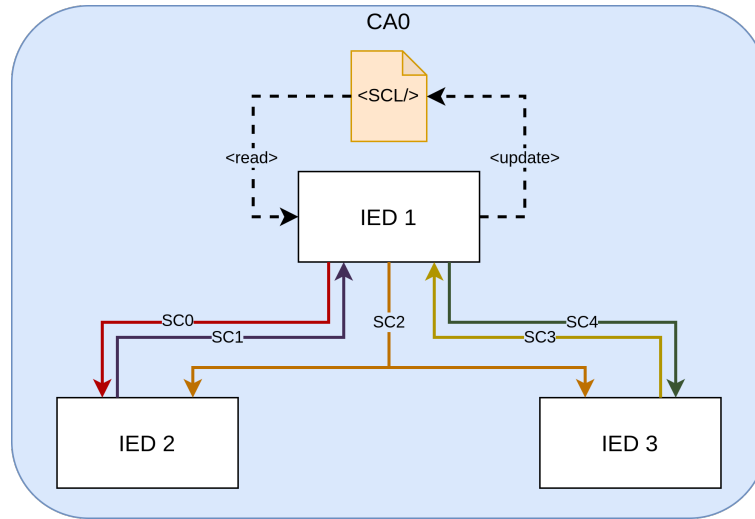 CA0
<SCL/>
<read>
<update>
IED 1
SC0
SC1
SC2
SC4
SC3
IED 2
IED 3